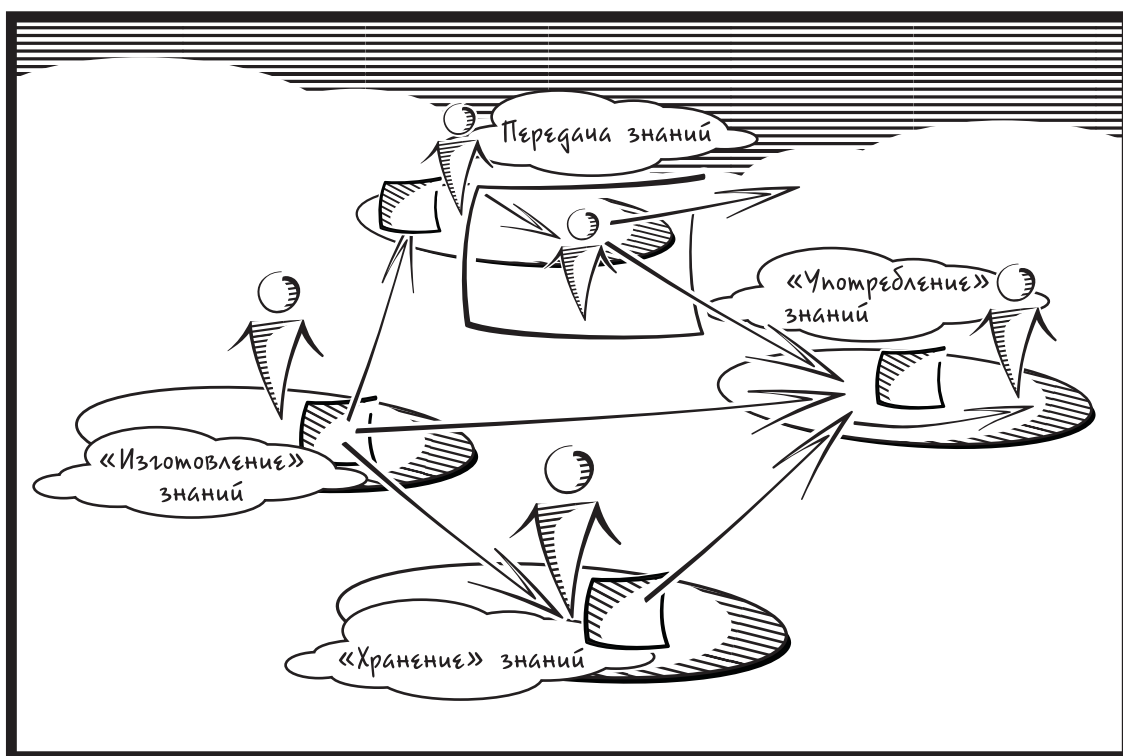 Передача знаний
«Употребление»
знаний
«Изготовление»
знаний
«Хранение» знаний